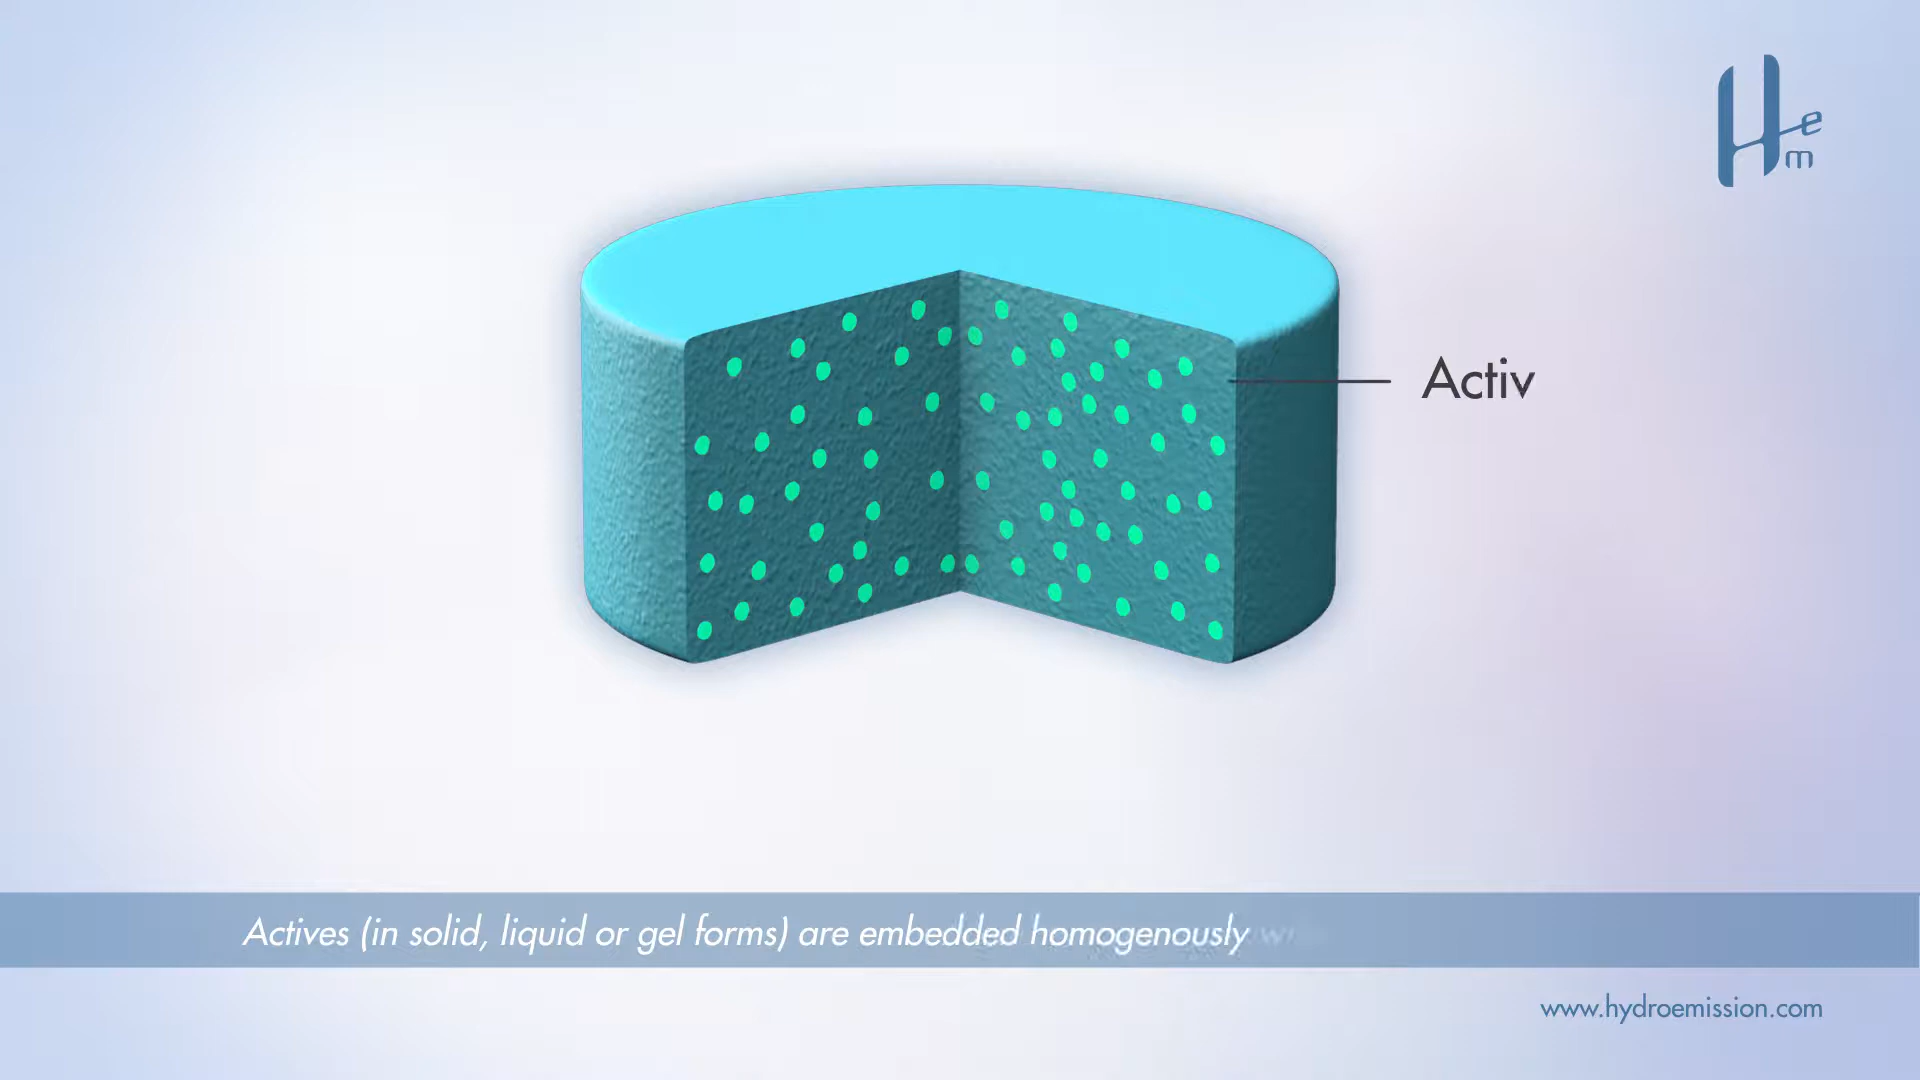 H e
m
Activ
Actives (in solid, liquid or gel forms) are embedded homogenously
www.hydroemission.com